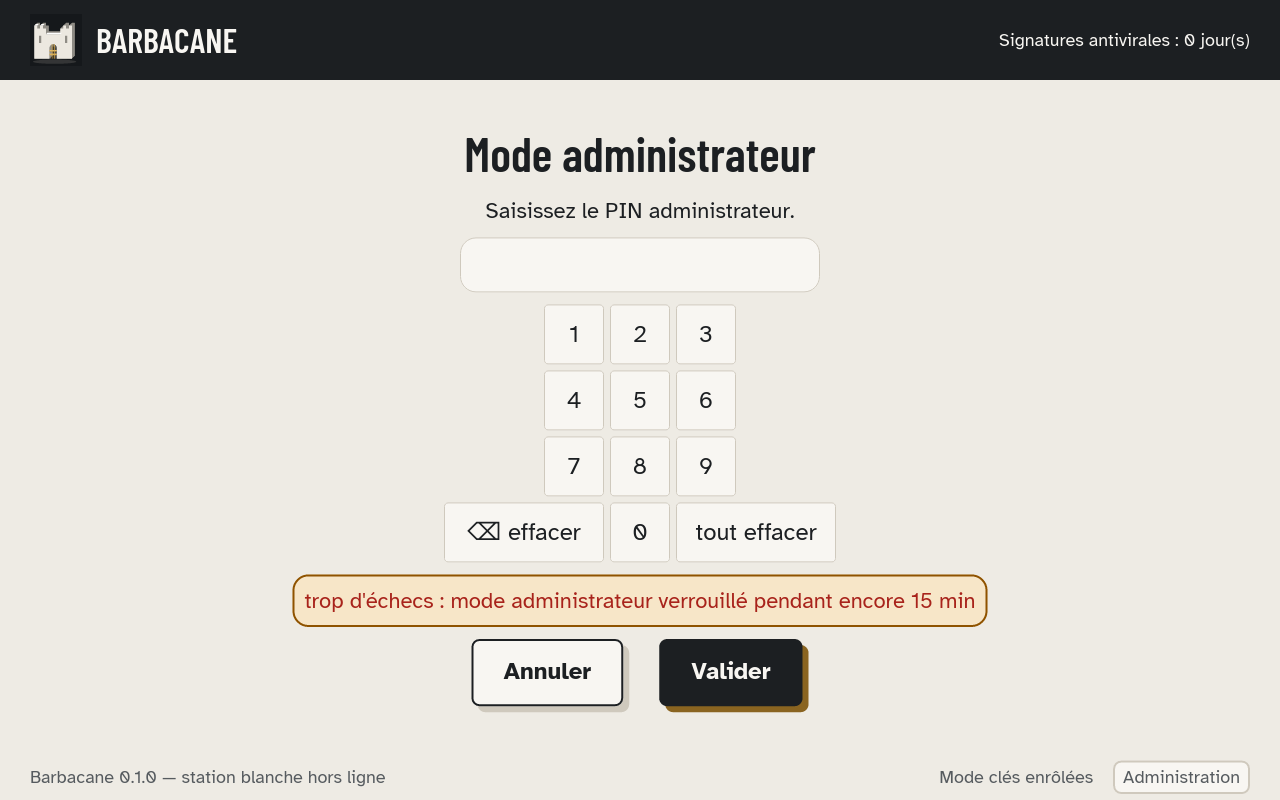 BARBACANE
Signatures antivirales : 0 jour(s)
Mode administrateur
Saisissez le PIN administrateur.
1 2 3
4 5 6
7 8 9
⌫ effacer 0 tout effacer
trop d'échecs : mode administrateur verrouillé pendant encore 15 min
Annuler Valider
Barbacane 0.1.0 — station blanche hors ligne
Mode clés enrôlées Administration